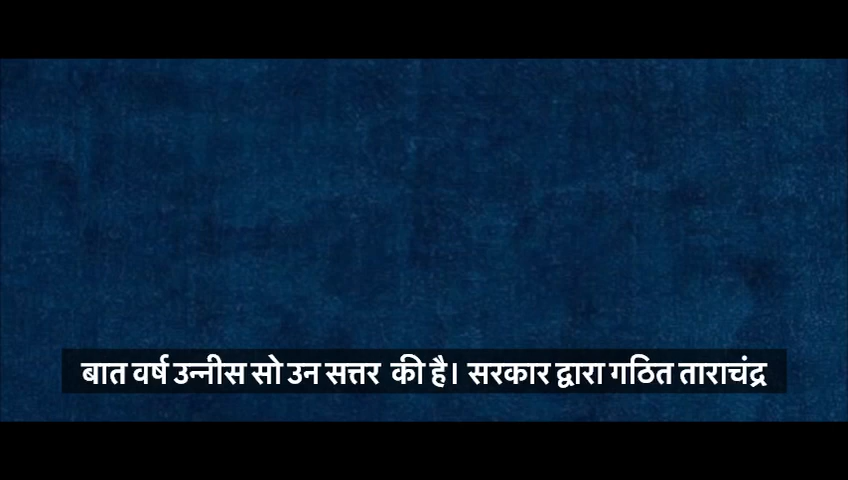 बात वर्ष उन्नीस सो उन सत्तर की है। सरकार द्वारा गठित ताराचंद्र